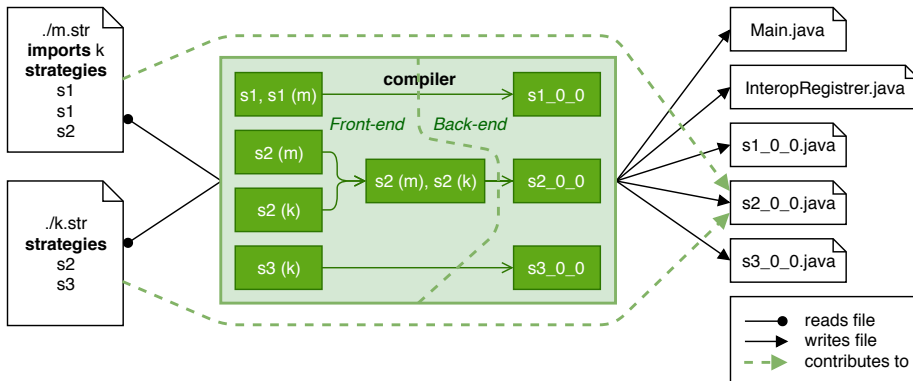 ./m.str
imports k
strategies
s1
s1
s2
./k.str
strategies
s2
s3
compiler
Front-end
Back-end
s1, s1 (m)
s1_0_0
s2 (m)
s2 (k)
s2 (m), s2 (k)
s2_0_0
s3 (k)
s3_0_0
Main.java
InteropRegistrer.java
s1_0_0.java
s2_0_0.java
s3_0_0.java
reads file
writes file
contributes to